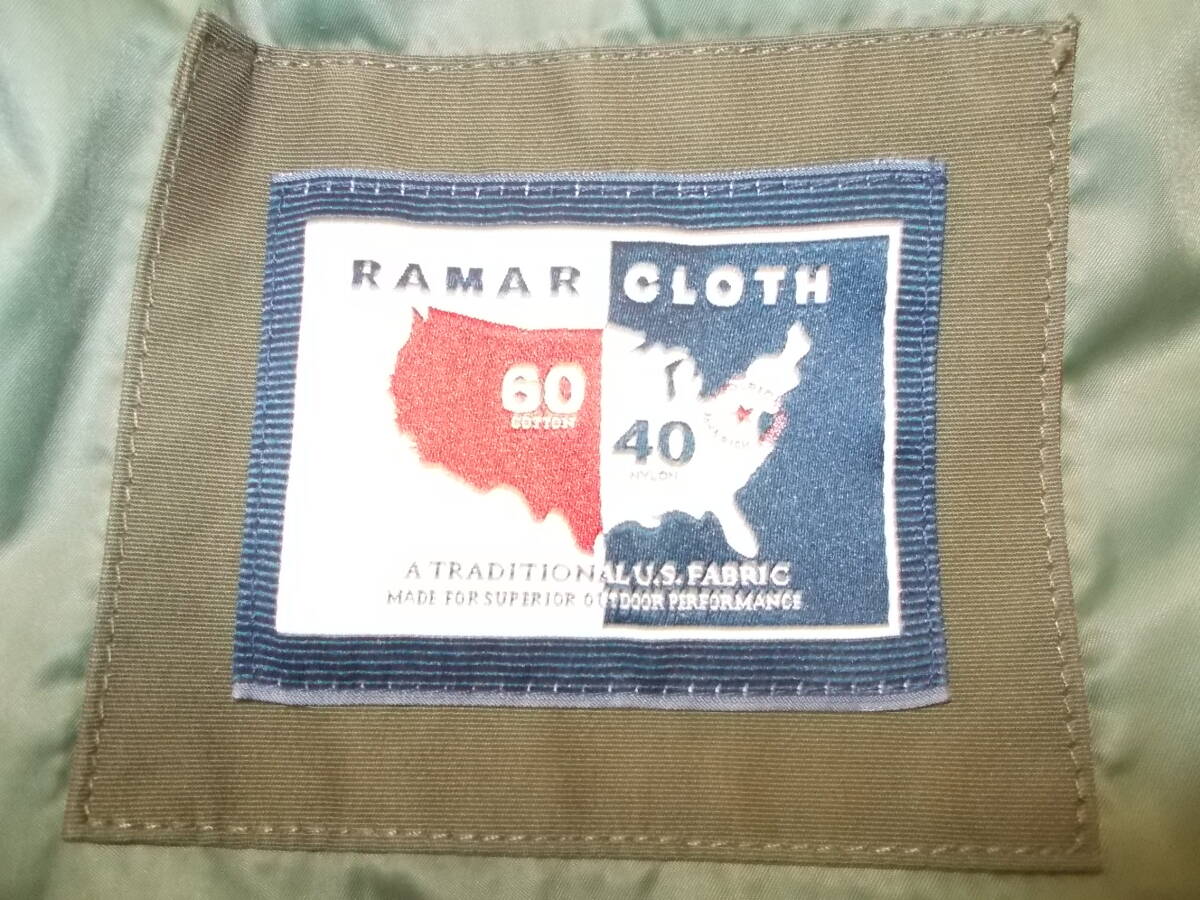 RAMAR CLOTH
60
COTTON
40
NYLON
A TRADITIONAL U.S. FABRIC
MADE FOR SUPERIOR OUTDOOR PERFORMANCE